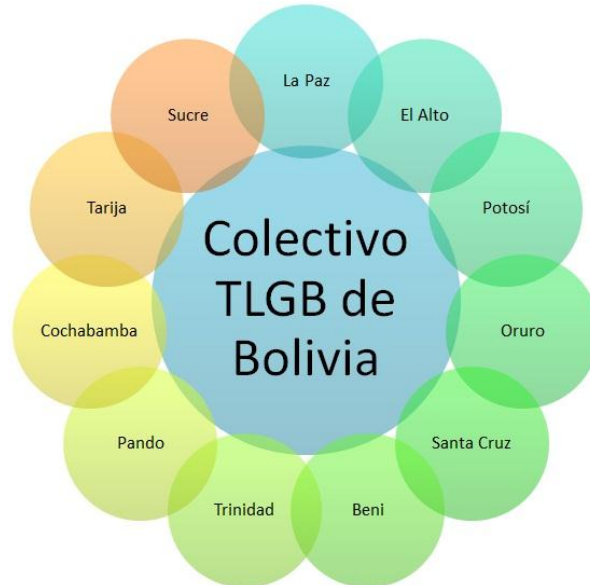 La Paz
El Alto
Potosí
Oruro
Santa Cruz
Beni
Trinidad
Pando
Cochabamba
Tarija
Sucre
Colectivo
TLGB de
Bolivia